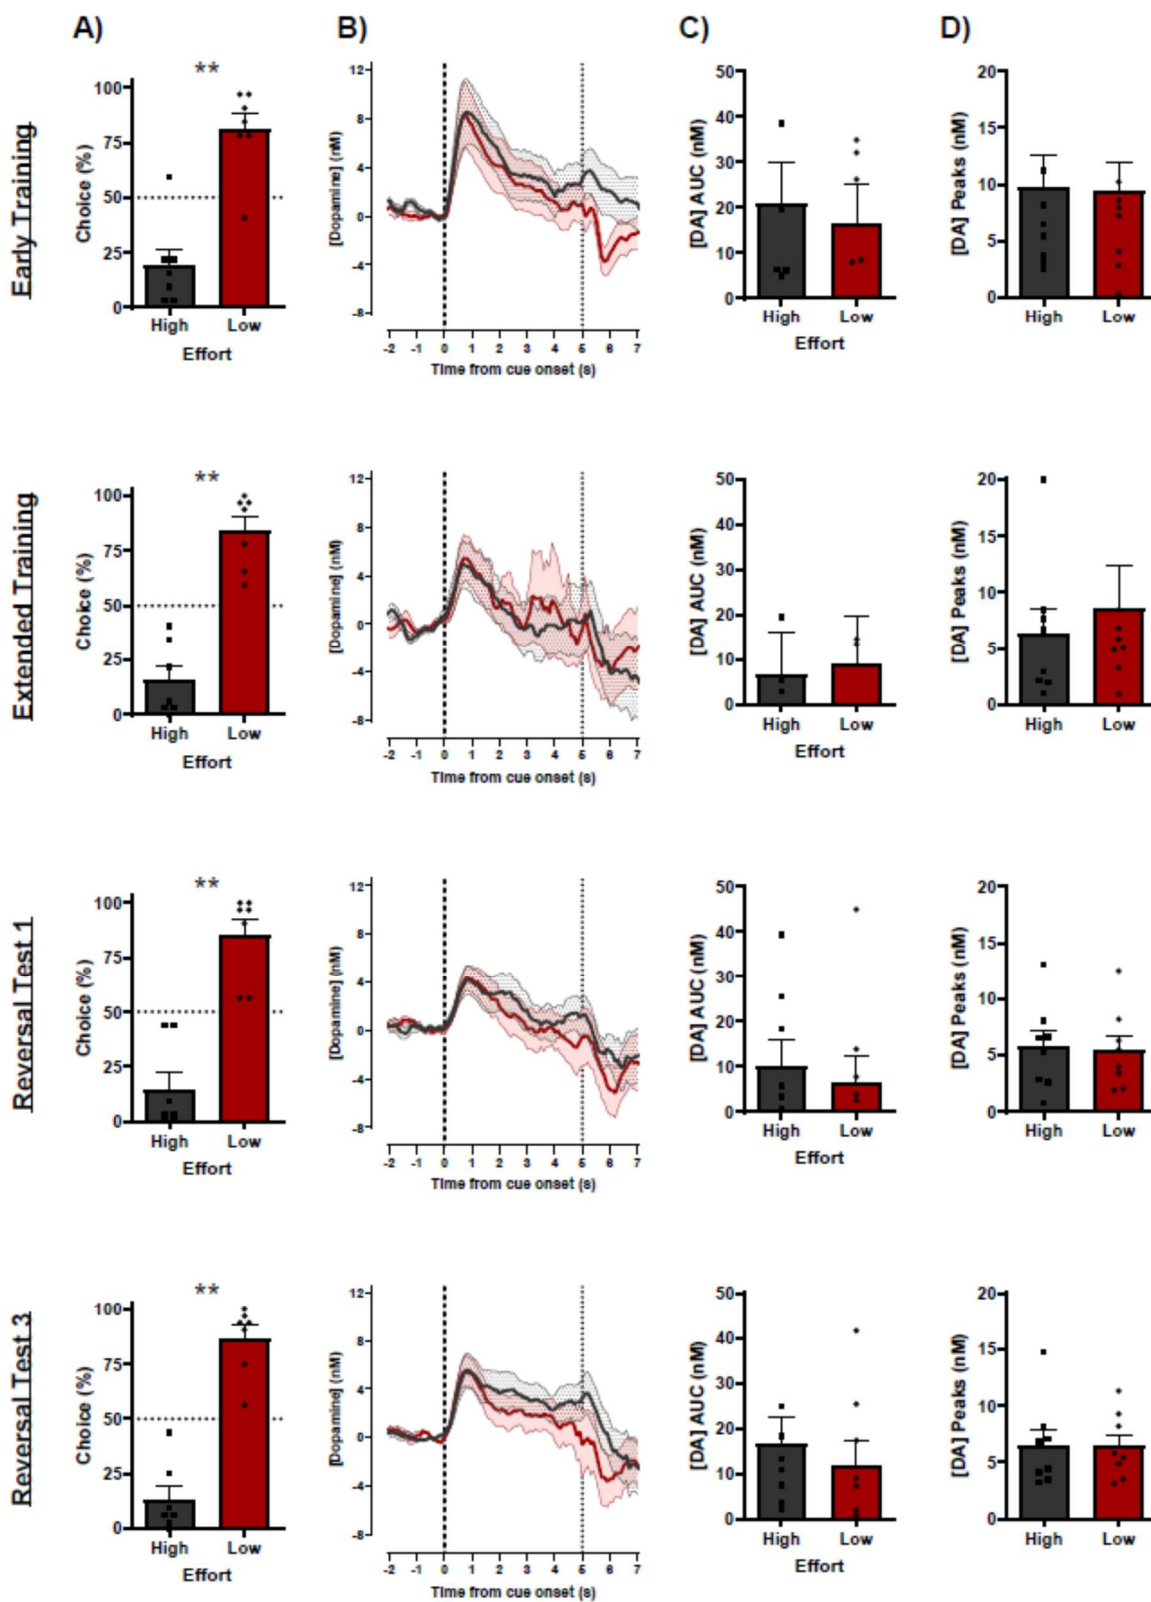 A)
B)
C)
D)
Early Training
**
Choice (%)
100
75
50
25
0
High
Low
Effort
[Dopamine] (nM)
12
8
4
0
-4
-8
-2 -1 0 1 2 3 4 5 6 7
Time from cue onset (s)
[DA] AUC (nM)
50
40
30
20
10
0
High
Low
Effort
[DA] Peaks (nM)
20
15
10
5
0
High
Low
Effort
Extended Training
**
Choice (%)
100
75
50
25
0
High
Low
Effort
[Dopamine] (nM)
12
8
4
0
-4
-8
-2 -1 0 1 2 3 4 5 6 7
Time from cue onset (s)
[DA] AUC (nM)
50
40
30
20
10
0
High
Low
Effort
[DA] Peaks (nM)
20
15
10
5
0
High
Low
Effort
Reversal Test 1
**
Choice (%)
100
75
50
25
0
High
Low
Effort
[Dopamine] (nM)
12
8
4
0
-4
-8
-2 -1 0 1 2 3 4 5 6 7
Time from cue onset (s)
[DA] AUC (nM)
50
40
30
20
10
0
High
Low
Effort
[DA] Peaks (nM)
20
15
10
5
0
High
Low
Effort
Reversal Test 3
**
Choice (%)
100
75
50
25
0
High
Low
Effort
[Dopamine] (nM)
12
8
4
0
-4
-8
-2 -1 0 1 2 3 4 5 6 7
Time from cue onset (s)
[DA] AUC (nM)
50
40
30
20
10
0
High
Low
Effort
[DA] Peaks (nM)
20
15
10
5
0
High
Low
Effort